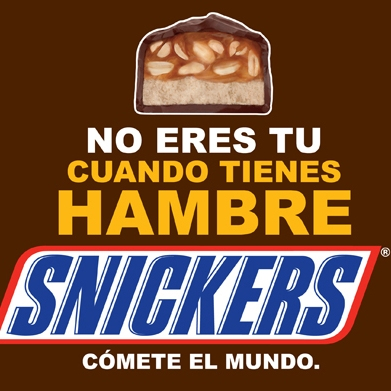 NO ERES TU
CUANDO TIENES
HAMBRE
SNICKERS®
CÓMETE EL MUNDO.